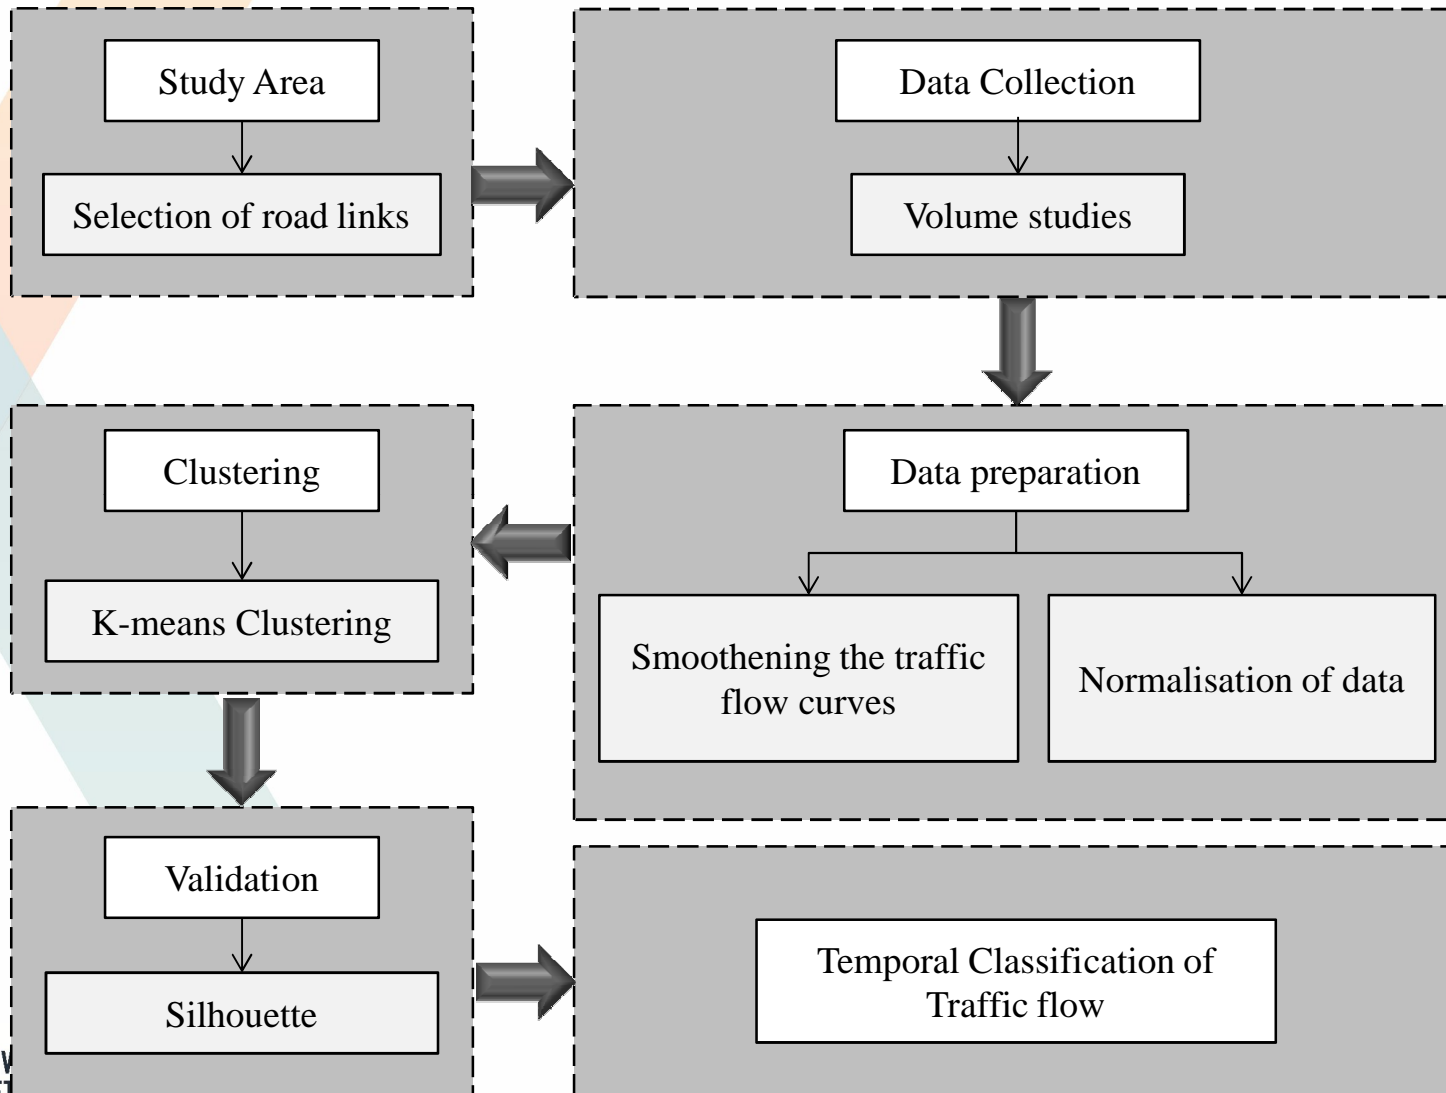 Study Area
Selection of road links
Data Collection
Volume studies
Data preparation
Smoothening the traffic
flow curves
Normalisation of data
Clustering
K-means Clustering
Validation
Silhouette
Temporal Classification of
Traffic flow